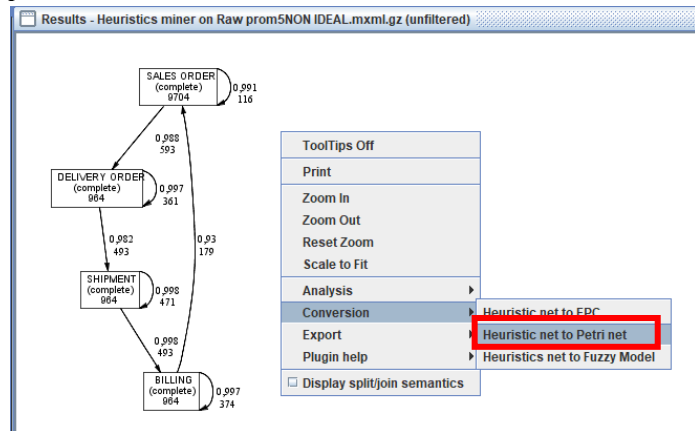 Results - Heuristics miner on Raw prom5NON IDEAL.mxml.gz (unfiltered)
SALES ORDER
(complete)
9704
0,991
116
0,988
593
DELIVERY ORDER
(complete)
964
0,997
361
0,982
493
0,93
179
SHIPMENT
(complete)
964
0,998
471
0,998
493
BILLING
(complete)
964
0,997
374
ToolTips Off
Print
Zoom In
Zoom Out
Reset Zoom
Scale to Fit
Analysis
Conversion
Export
Plugin help
Display split/join semantics
Heuristic net to EPC
Heuristic net to Petri net
Heuristics net to Fuzzy Model